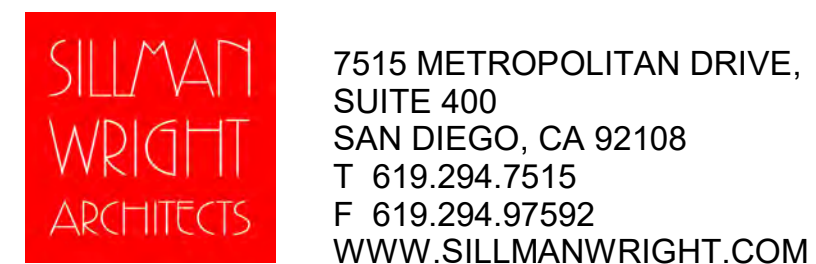 SILLMAN
WRIGHT
ARCHITECTS
7515 METROPOLITAN DRIVE,
SUITE 400
SAN DIEGO, CA 92108
T 619.294.7515
F 619.294.97592
WWW.SILLMANWRIGHT.COM